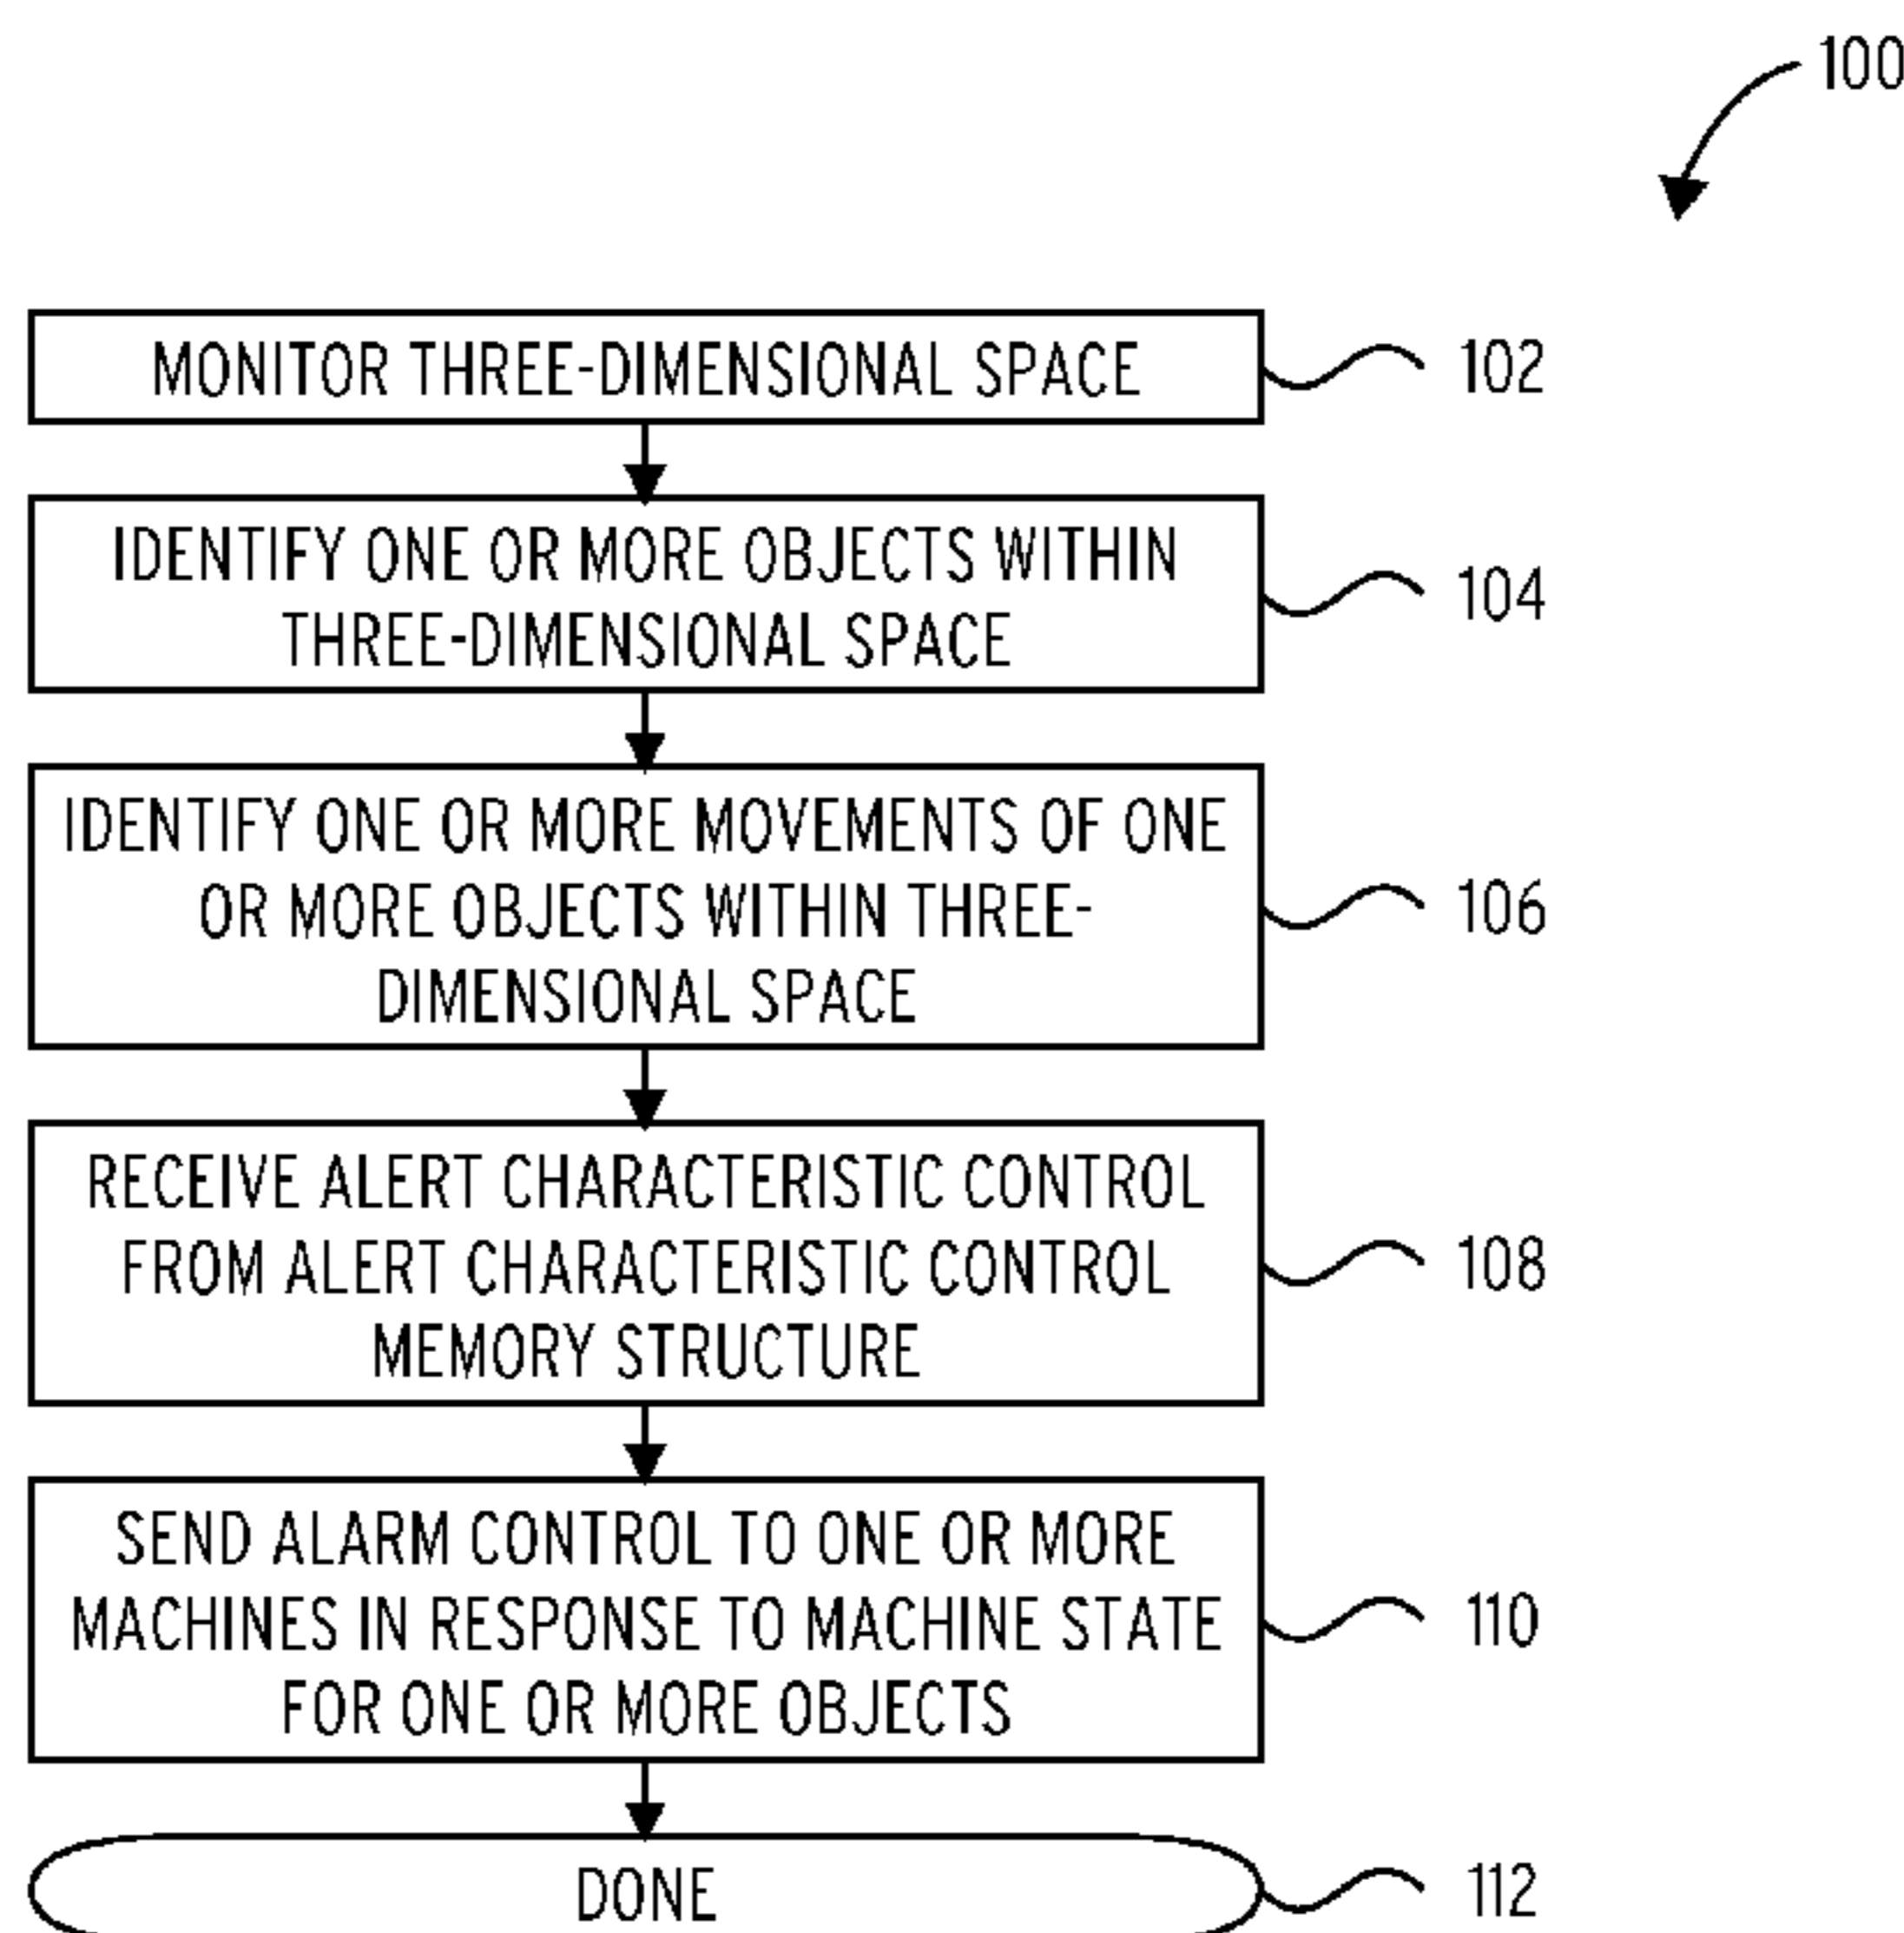 100
MONITOR THREE-DIMENSIONAL SPACE
102
IDENTIFY ONE OR MORE OBJECTS WITHIN
THREE-DIMENSIONAL SPACE
104
IDENTIFY ONE OR MORE MOVEMENTS OF ONE
OR MORE OBJECTS WITHIN THREE-
DIMENSIONAL SPACE
106
RECEIVE ALERT CHARACTERISTIC CONTROL
FROM ALERT CHARACTERISTIC CONTROL
MEMORY STRUCTURE
108
SEND ALARM CONTROL TO ONE OR MORE
MACHINES IN RESPONSE TO MACHINE STATE
FOR ONE OR MORE OBJECTS
110
DONE
112